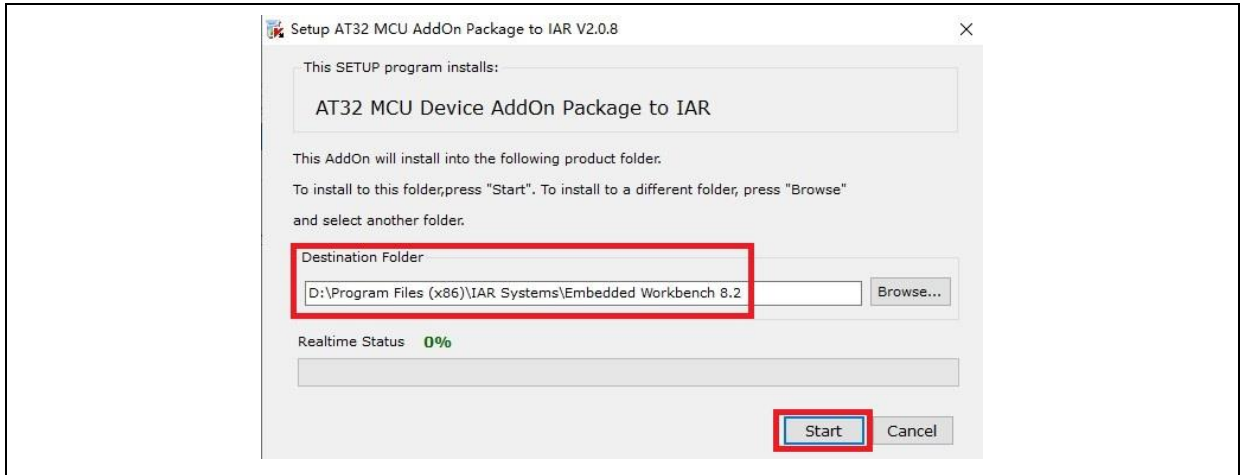 Setup AT32 MCU AddOn Package to IAR V2.0.8
This SETUP program installs:
AT32 MCU Device AddOn Package to IAR
This AddOn will install into the following product folder.
To install to this folder,press "Start". To install to a different folder, press "Browse"
and select another folder.
Destination Folder
D:\Program Files (x86)\IAR Systems\Embedded Workbench 8.2
Browse...
Realtime Status 0%
Start Cancel